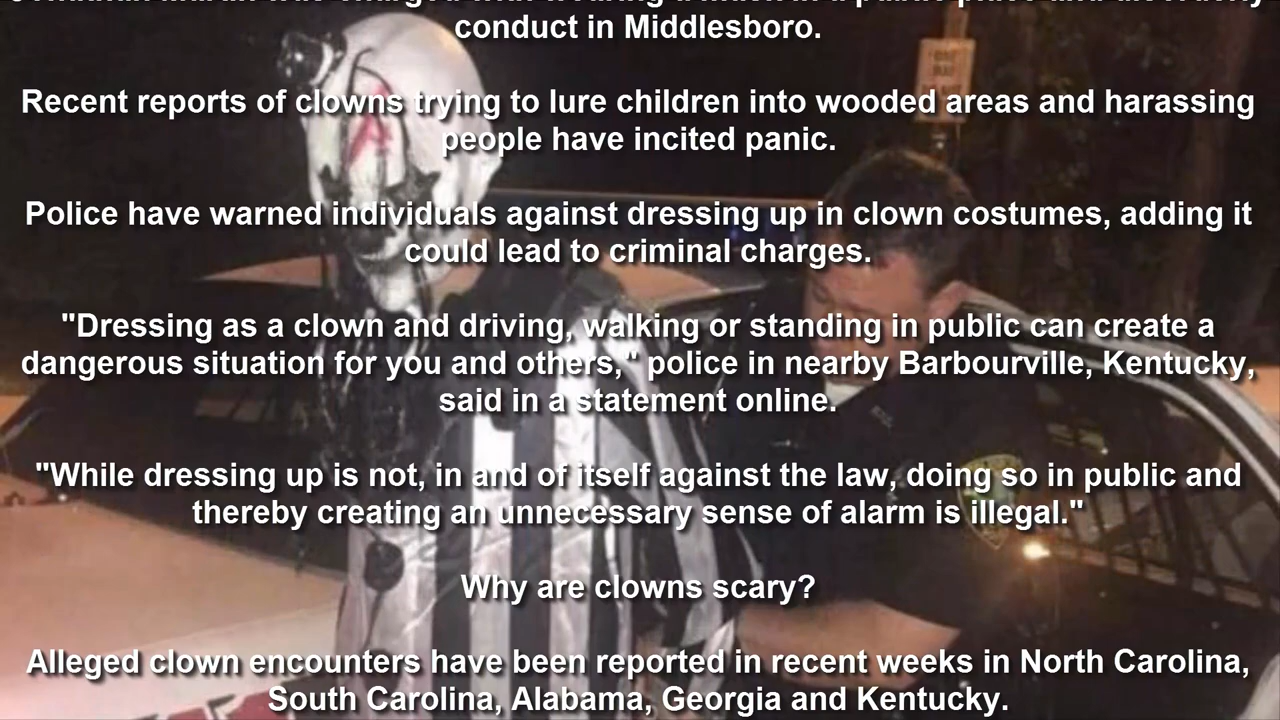 conduct in Middlesboro.
Recent reports of clowns trying to lure children into wooded areas and harassing
people have incited panic.
Police have warned individuals against dressing up in clown costumes, adding it
could lead to criminal charges.
"Dressing as a clown and driving, walking or standing in public can create a
dangerous situation for you and others," police in nearby Barbourville, Kentucky,
said in a statement online.
"While dressing up is not, in and of itself against the law, doing so in public and
thereby creating an unnecessary sense of alarm is illegal."
Why are clowns scary?
Alleged clown encounters have been reported in recent weeks in North Carolina,
South Carolina, Alabama, Georgia and Kentucky.